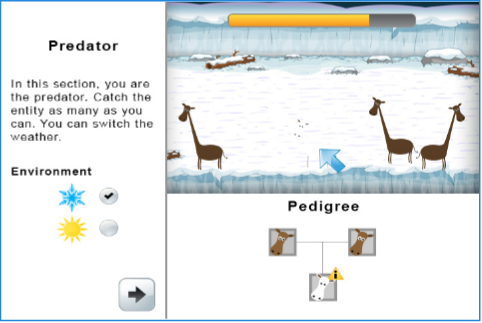 Predator
In this section, you are
the predator. Catch the
entity as many as you
can. You can switch the
weather.
Environment
Pedigree